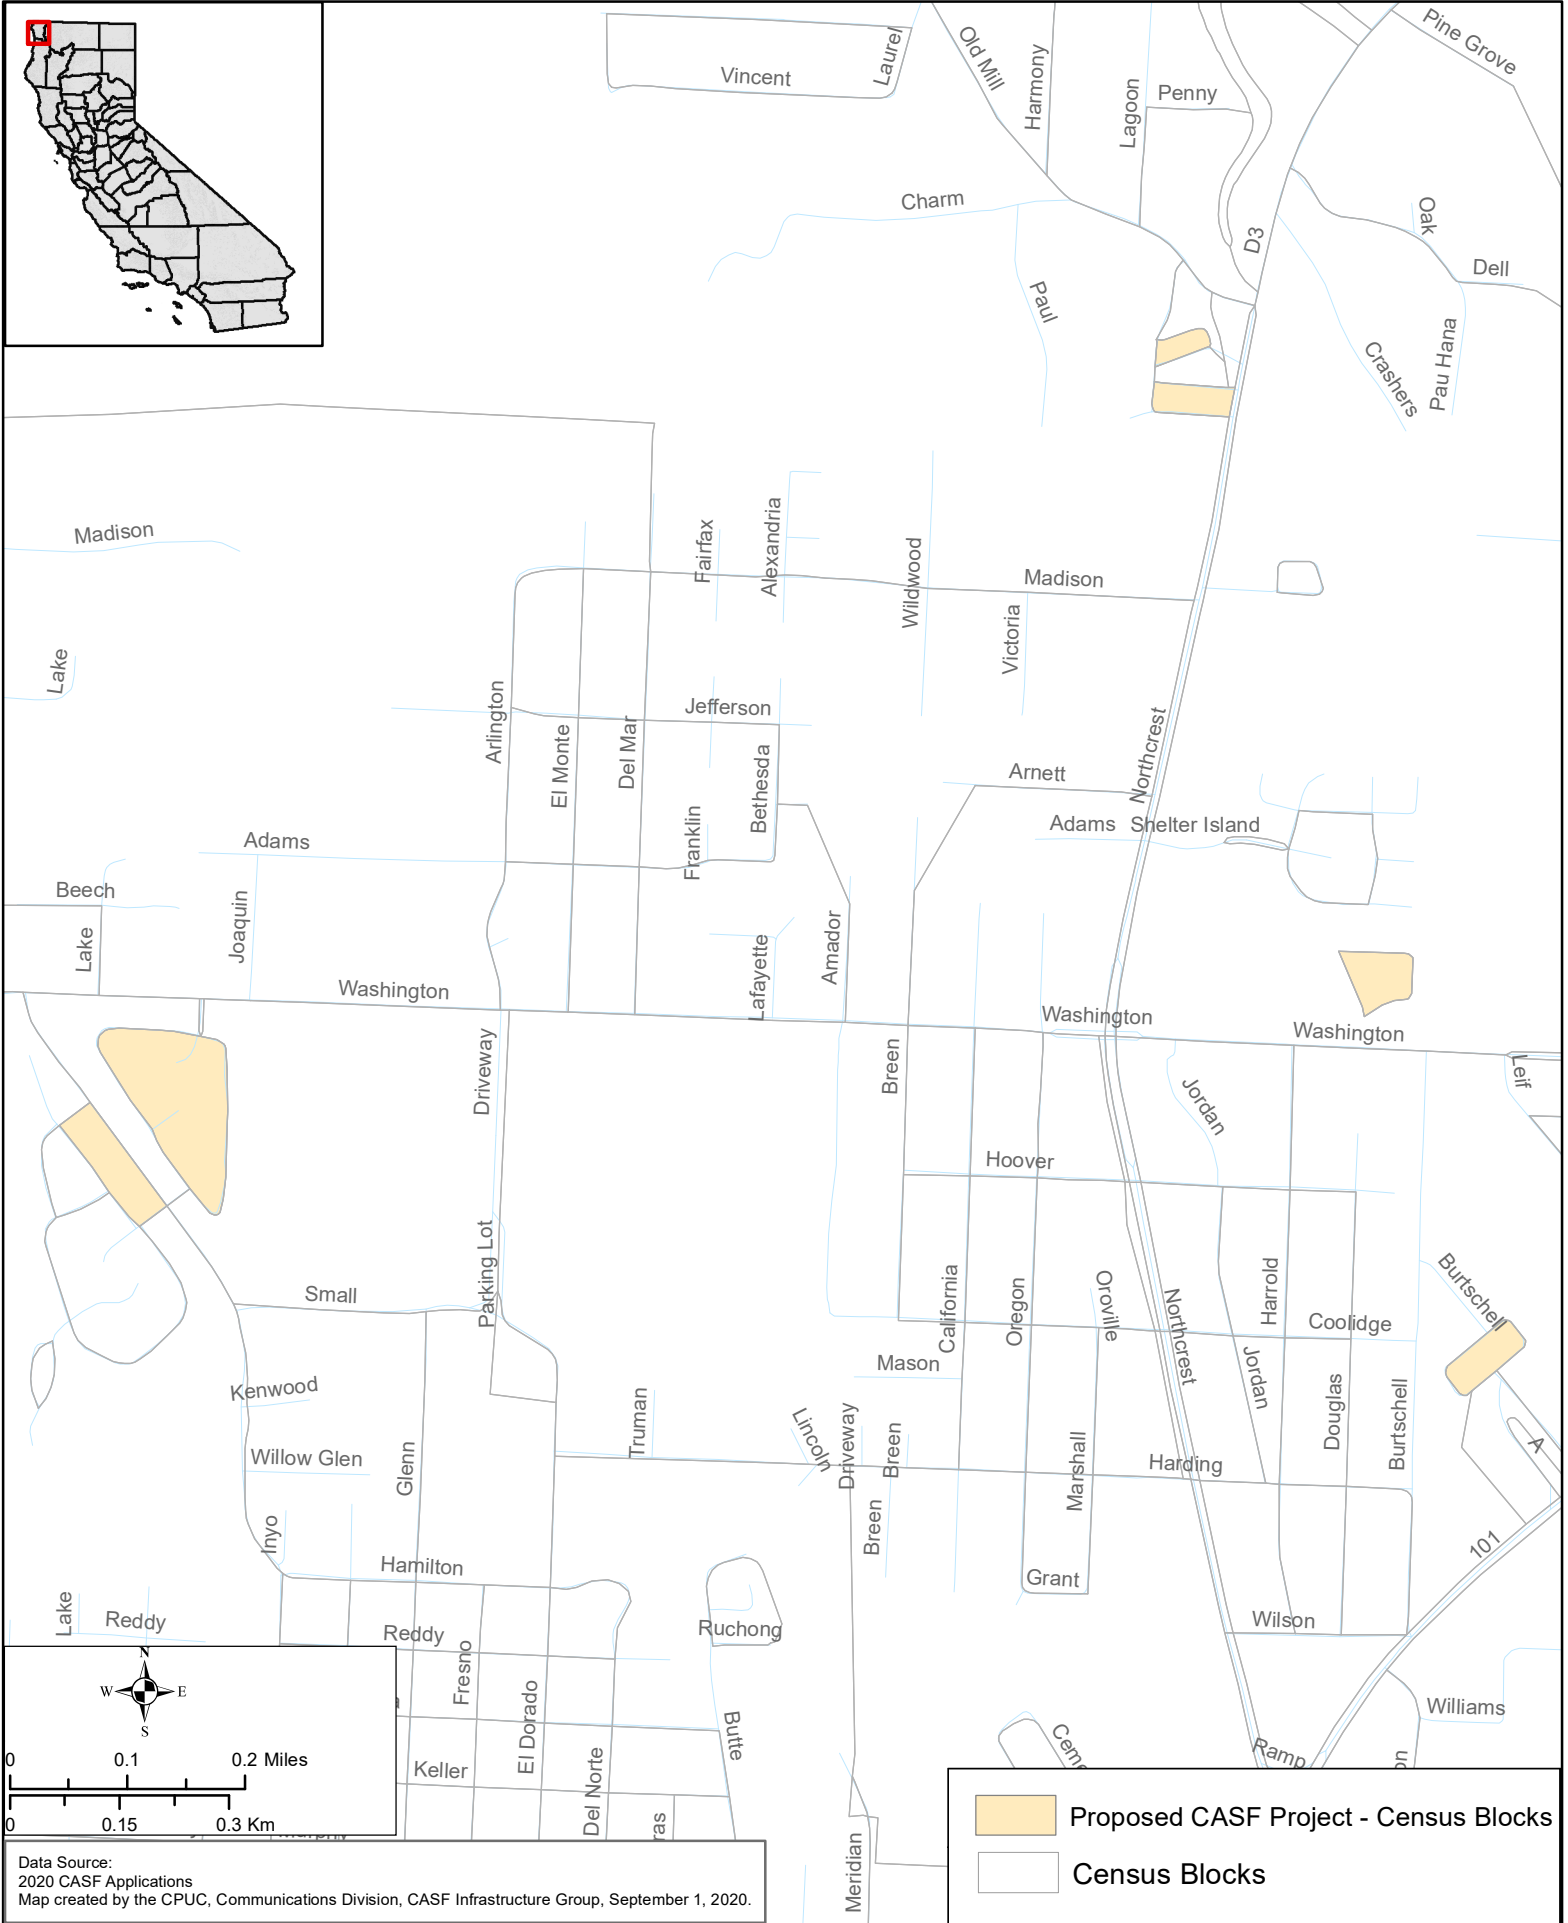 Pine Grove
Vincent
Laurel
Old Mill
Harmony
Lagoon
Penny
Charm
Oak
D3
Dell
Paul
Crashers
Pau Hana
Madison
Fairfax
Alexandria
Wildwood
Madison
Victoria
Lake
Arlington
Jefferson
El Monte
Del Mar
Bethesda
Northcrest
Arnett
Adams
Franklin
Adams
Shelter Island
Beech
Lake
Joaquin
Lafayette
Amador
Washington
Washington
Washington
Driveway
Breen
Jordan
Leif
Hoover
Parking Lot
Small
California
Oregon
Oroville
Northcrest
Harrold
Coolidge
Burtschell
Mason
Jordan
Kenwood
Truman
Lincoln
Driveway
Breen
Douglas
Burtschell
Willow Glen
Glenn
Marshall
Harding
A
Inyo
Breen
101
Hamilton
Grant
Lake
Reddy
Reddy
Ruchong
Wilson
Fresno
El Dorado
Butte
Williams
Ramp
Keller
Del Norte
Meridian
N
W E
S
0 0.1 0.2 Miles
0 0.15 0.3 Km
Data Source:
2020 CASF Applications
Map created by the CPUC, Communications Division, CASF Infrastructure Group, September 1, 2020.
Proposed CASF Project - Census Blocks
Census Blocks